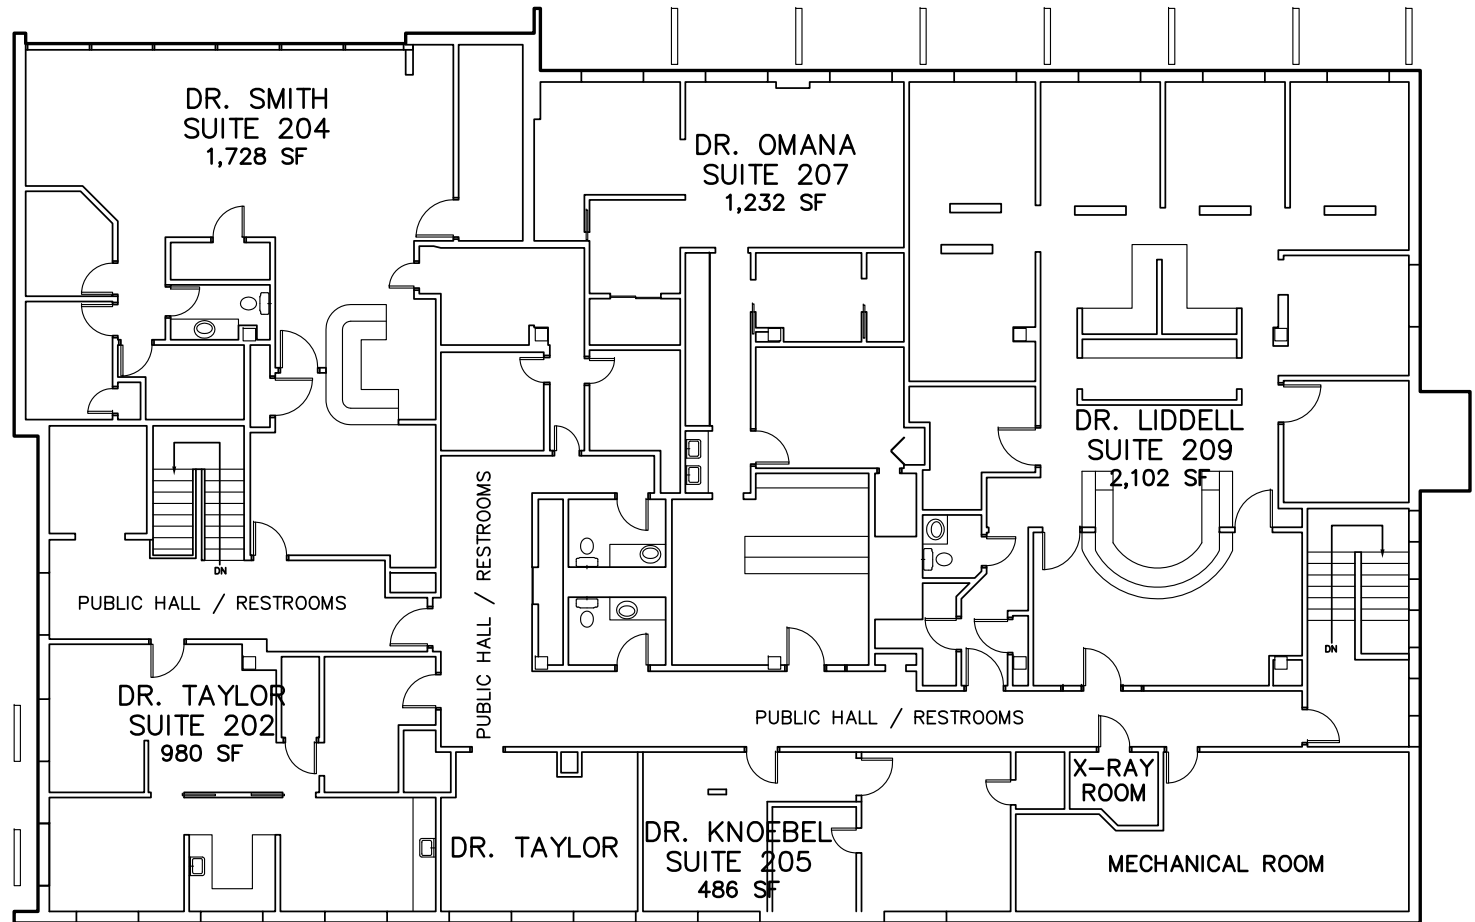 DR. SMITH
SUITE 204
1,728 SF
DR. OMANA
SUITE 207
1,232 SF
DR. LIDDELL
SUITE 209
2,102 SF
DN
PUBLIC HALL / RESTROOMS
PUBLIC HALL / RESTROOMS
DN
DR. TAYLOR
SUITE 202
980 SF
PUBLIC HALL / RESTROOMS
X-RAY
ROOM
DR. TAYLOR
DR. KNOEBEL
SUITE 205
486 SF
MECHANICAL ROOM